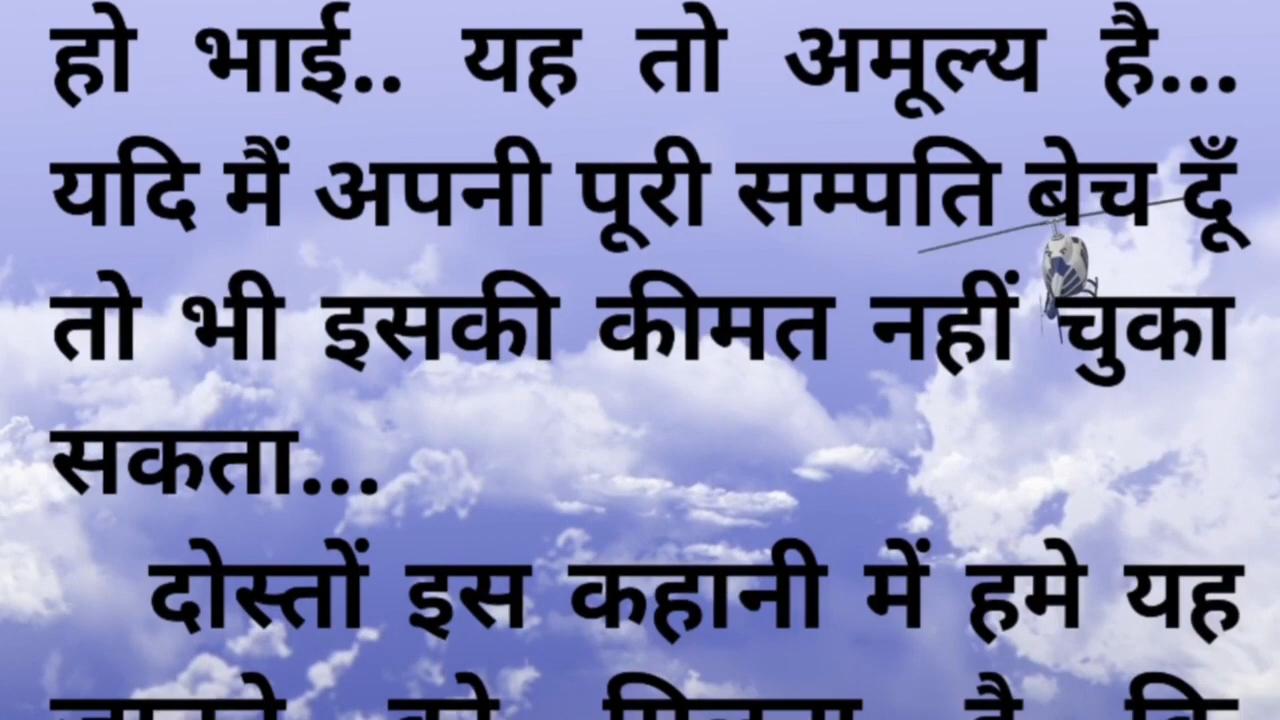 हो भाई.. यह तो अमूल्य है...
यदि मैं अपनी पूरी सम्पति बेच दूँ
तो भी इसकी कीमत नहीं चुका
सकता...
दोस्तों इस कहानी में हमे यह